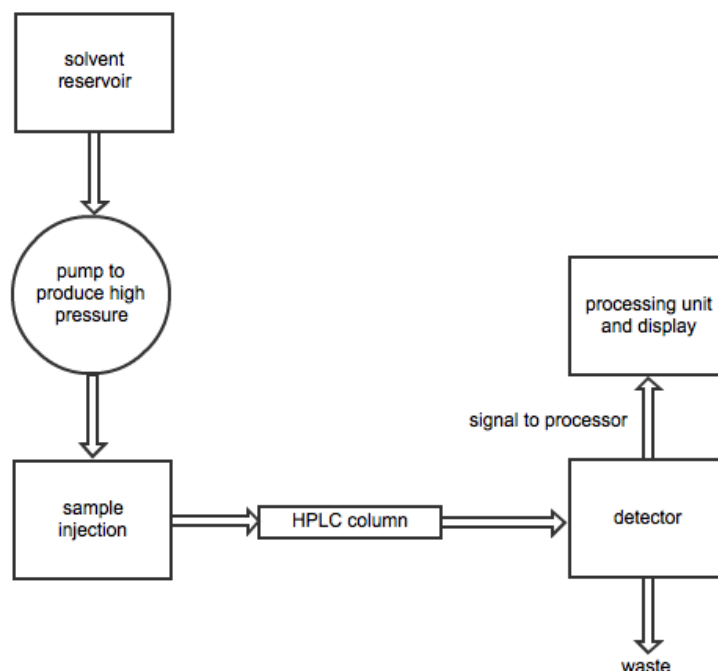 solvent
reservoir
pump to
produce high
pressure
sample
injection
HPLC column
detector
signal to processor
processing unit
and display
waste